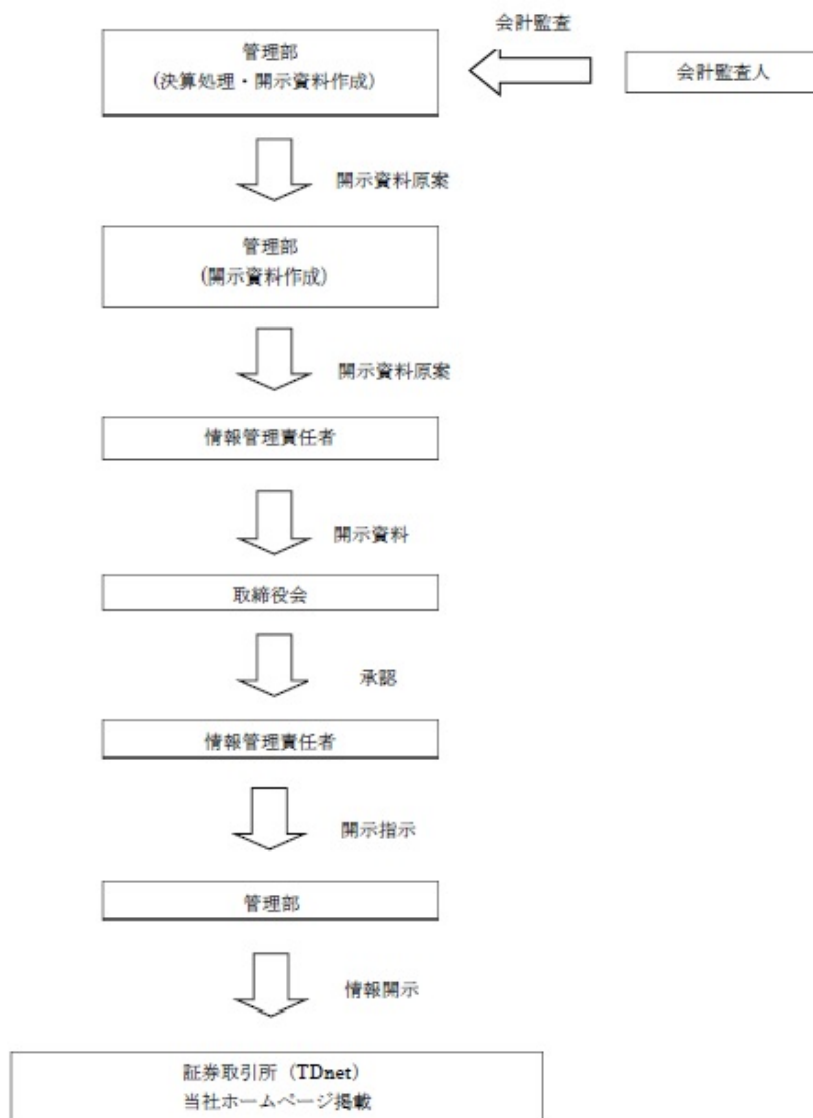 会計監査
管理部
(決算処理・開示資料作成)
会計監査人
開示資料原案
管理部
(開示資料作成)
開示資料原案
情報管理責任者
開示資料
取締役会
承認
情報管理責任者
開示指示
管理部
情報開示
証券取引所（TDnet）
当社ホームページ掲載